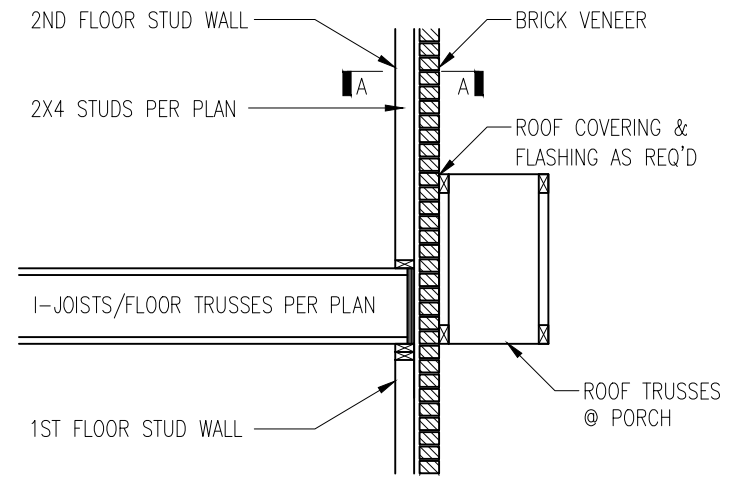 2ND FLOOR STUD WALL
BRICK VENEER
A
A
2X4 STUDS PER PLAN
ROOF COVERING &
FLASHING AS REQ'D
I-JOISTS/FLOOR TRUSSES PER PLAN
ROOF TRUSSES
@ PORCH
1ST FLOOR STUD WALL